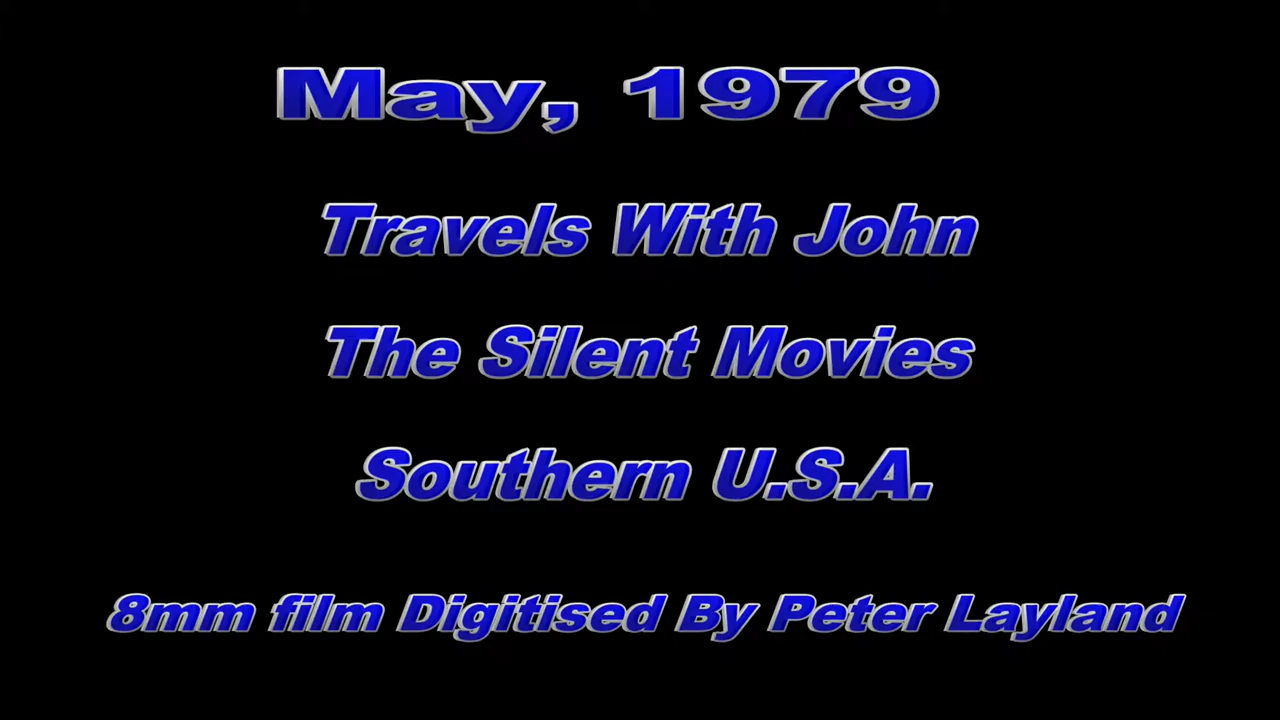 May, 1979
Travels With John
The Silent Movies
Southern U.S.A.
8mm film Digitised By Peter Layland